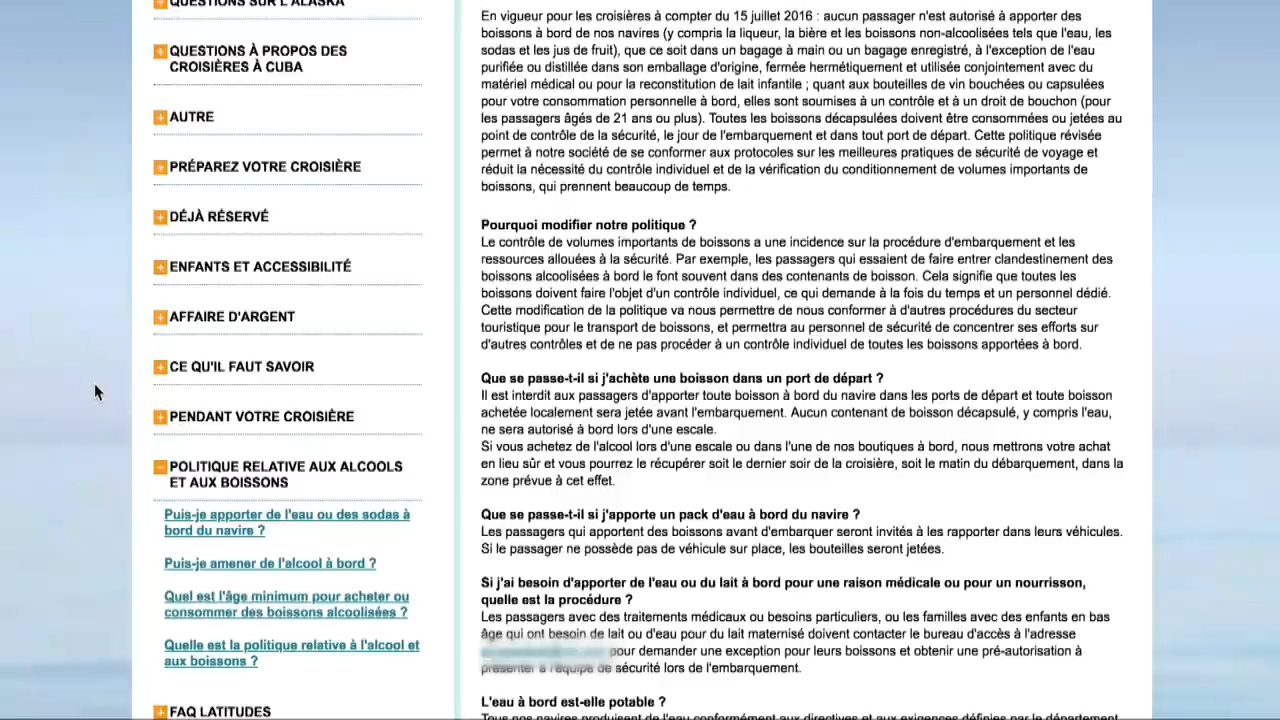 QUESTIONS SUR L'ALASKA
QUESTIONS À PROPOS DES
CROISIÈRES À CUBA
AUTRE
PRÉPAREZ VOTRE CROISIÈRE
DÉJÀ RÉSERVÉ
ENFANTS ET ACCESSIBILITÉ
AFFAIRE D'ARGENT
CE QU'IL FAUT SAVOIR
PENDANT VOTRE CROISIÈRE
POLITIQUE RELATIVE AUX ALCOOLS
ET AUX BOISSONS
Puis-je apporter de l'eau ou des sodas à
bord du navire ?
Puis-je amener de l'alcool à bord ?
Quel est l'âge minimum pour acheter ou
consommer des boissons alcoolisées ?
Quelle est la politique relative à l'alcool et
aux boissons ?
FAQ LATITUDES
En vigueur pour les croisières à compter du 15 juillet 2016 : aucun passager n'est autorisé à apporter des
boissons à bord de nos navires (y compris la liqueur, la bière et les boissons non-alcoolisées tels que l'eau, les
sodas et les jus de fruit), que ce soit dans un bagage à main ou un bagage enregistré, à l'exception de l'eau
purifiée ou distillée dans son emballage d'origine, fermée hermétiquement et utilisée conjointement avec du
matériel médical ou pour la reconstitution de lait infantile ; quant aux bouteilles de vin bouchées ou capsulées
pour votre consommation personnelle à bord, elles sont soumises à un contrôle et à un droit de bouchon (pour
les passagers âgés de 21 ans ou plus). Toutes les boissons décapsulées doivent être consommées ou jetées au
point de contrôle de la sécurité, le jour de l'embarquement et dans tout port de départ. Cette politique révisée
permet à notre société de se conformer aux protocoles sur les meilleures pratiques de sécurité de voyage et
réduit la nécessité du contrôle individuel et de la vérification du conditionnement de volumes importants de
boissons, qui prennent beaucoup de temps.
Pourquoi modifier notre politique ?
Le contrôle de volumes importants de boissons a une incidence sur la procédure d'embarquement et les
ressources allouées à la sécurité. Par exemple, les passagers qui essaient de faire entrer clandestinement des
boissons alcoolisées à bord le font souvent dans des contenants de boisson. Cela signifie que toutes les
boissons doivent faire l'objet d'un contrôle individuel, ce qui demande à la fois du temps et un personnel dédié.
Cette modification de la politique va nous permettre de nous conformer à d'autres procédures du secteur
touristique pour le transport de boissons, et permettra au personnel de sécurité de concentrer ses efforts sur
d'autres contrôles et de ne pas procéder à un contrôle individuel de toutes les boissons apportées à bord.
Que se passe-t-il si j'achète une boisson dans un port de départ ?
Il est interdit aux passagers d'apporter toute boisson à bord du navire dans les ports de départ et toute boisson
achetée localement sera jetée avant l'embarquement. Aucun contenant de boisson décapsulé, y compris l'eau,
ne sera autorisé à bord lors d'une escale.
Si vous achetez de l'alcool lors d'une escale ou dans l'une de nos boutiques à bord, nous mettrons votre achat
en lieu sûr et vous pourrez le récupérer soit le dernier soir de la croisière, soit le matin du débarquement, dans la
zone prévue à cet effet.
Que se passe-t-il si j'apporte un pack d'eau à bord du navire ?
Les passagers qui apportent des boissons avant d'embarquer seront invités à les rapporter dans leurs véhicules.
Si le passager ne possède pas de véhicule sur place, les bouteilles seront jetées.
Si j'ai besoin d'apporter de l'eau ou du lait à bord pour une raison médicale ou pour un nourrisson,
quelle est la procédure ?
Les passagers avec des traitements médicaux ou besoins particuliers, ou les familles avec des enfants en bas
âge qui ont besoin de lait ou d'eau pour du lait maternisé doivent contacter le bureau d'accès à l'adresse
pour demander une exception pour leurs boissons et obtenir une pré-autorisation à
présenter à l'équipe de sécurité lors de l'embarquement.
L'eau à bord est-elle potable ?
Tous nos navires produisent de l'eau conformément aux directives et aux exigences définies par le département